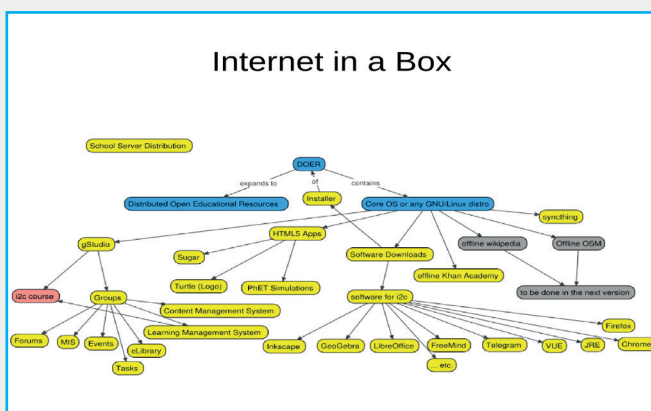 Internet in a Box
School Server Distribution
DOER
expands to
of
contains
Installer
Distributed Open Educational Resources
Core OS or any GNU/Linux distro
syncthing
HTML5 Apps
gStudio
offline wikipedia
Offline OSM
Sugar
Software Downloads
offline Khan Academy
Turtle (Logo)
PhET Simulations
i2c course
Groups
software for i2c
to be done in the next version
Content Management System
Learning Management System
Firefox
Forums
MIS
Events
eLibrary
Tasks
Inkscape
GeoGebra
LibreOffice
FreeMind
Telegram
VUE
JRE
Chrome
... etc.